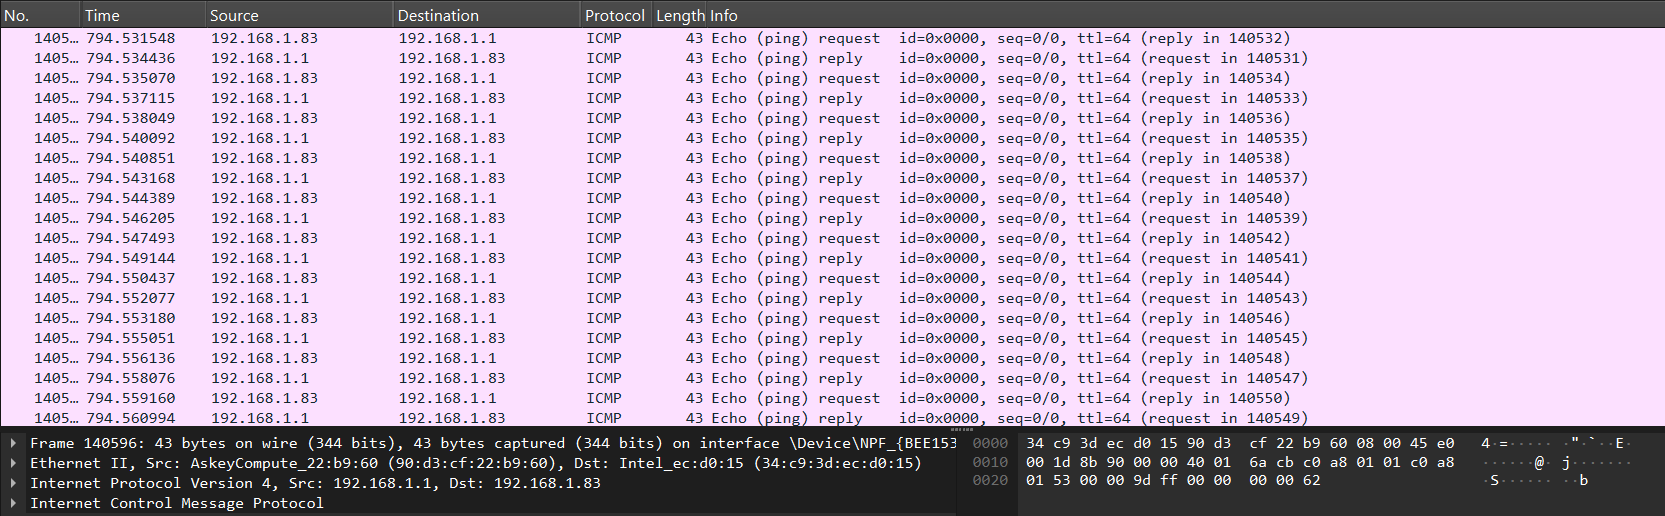 No. Time Source Destination Protocol Length Info
1405… 794.531548 192.168.1.83 192.168.1.1 ICMP 43 Echo (ping) request id=0x0000, seq=0/0, ttl=64 (reply in 140532)
1405… 794.534436 192.168.1.1 192.168.1.83 ICMP 43 Echo (ping) reply id=0x0000, seq=0/0, ttl=64 (request in 140531)
1405… 794.535070 192.168.1.83 192.168.1.1 ICMP 43 Echo (ping) request id=0x0000, seq=0/0, ttl=64 (reply in 140534)
1405… 794.537115 192.168.1.1 192.168.1.83 ICMP 43 Echo (ping) reply id=0x0000, seq=0/0, ttl=64 (request in 140533)
1405… 794.538049 192.168.1.83 192.168.1.1 ICMP 43 Echo (ping) request id=0x0000, seq=0/0, ttl=64 (reply in 140536)
1405… 794.540092 192.168.1.1 192.168.1.83 ICMP 43 Echo (ping) reply id=0x0000, seq=0/0, ttl=64 (request in 140535)
1405… 794.540851 192.168.1.83 192.168.1.1 ICMP 43 Echo (ping) request id=0x0000, seq=0/0, ttl=64 (reply in 140538)
1405… 794.543168 192.168.1.1 192.168.1.83 ICMP 43 Echo (ping) reply id=0x0000, seq=0/0, ttl=64 (request in 140537)
1405… 794.544389 192.168.1.83 192.168.1.1 ICMP 43 Echo (ping) request id=0x0000, seq=0/0, ttl=64 (reply in 140540)
1405… 794.546205 192.168.1.1 192.168.1.83 ICMP 43 Echo (ping) reply id=0x0000, seq=0/0, ttl=64 (request in 140539)
1405… 794.547493 192.168.1.83 192.168.1.1 ICMP 43 Echo (ping) request id=0x0000, seq=0/0, ttl=64 (reply in 140542)
1405… 794.549144 192.168.1.1 192.168.1.83 ICMP 43 Echo (ping) reply id=0x0000, seq=0/0, ttl=64 (request in 140541)
1405… 794.550437 192.168.1.83 192.168.1.1 ICMP 43 Echo (ping) request id=0x0000, seq=0/0, ttl=64 (reply in 140544)
1405… 794.552077 192.168.1.1 192.168.1.83 ICMP 43 Echo (ping) reply id=0x0000, seq=0/0, ttl=64 (request in 140543)
1405… 794.553180 192.168.1.83 192.168.1.1 ICMP 43 Echo (ping) request id=0x0000, seq=0/0, ttl=64 (reply in 140546)
1405… 794.555051 192.168.1.1 192.168.1.83 ICMP 43 Echo (ping) reply id=0x0000, seq=0/0, ttl=64 (request in 140545)
1405… 794.556136 192.168.1.83 192.168.1.1 ICMP 43 Echo (ping) request id=0x0000, seq=0/0, ttl=64 (reply in 140548)
1405… 794.558076 192.168.1.1 192.168.1.83 ICMP 43 Echo (ping) reply id=0x0000, seq=0/0, ttl=64 (request in 140547)
1405… 794.559160 192.168.1.83 192.168.1.1 ICMP 43 Echo (ping) request id=0x0000, seq=0/0, ttl=64 (reply in 140550)
1405… 794.560994 192.168.1.1 192.168.1.83 ICMP 43 Echo (ping) reply id=0x0000, seq=0/0, ttl=64 (request in 140549)
Frame 140596: 43 bytes on wire (344 bits), 43 bytes captured (344 bits) on interface \Device\NPF_{BEE153
Ethernet II, Src: AskeyCompute_22:b9:60 (90:d3:cf:22:b9:60), Dst: Intel_ec:d0:15 (34:c9:3d:ec:d0:15)
Internet Protocol Version 4, Src: 192.168.1.1, Dst: 192.168.1.83
Internet Control Message Protocol
0000 34 c9 3d ec d0 15 90 d3 cf 22 b9 60 08 00 45 e0 4·=····· ·"·`··E·
0010 00 1d 8b 90 00 00 40 01 6a cb c0 a8 01 01 c0 a8 ······@· j·······
0020 01 53 00 00 9d ff 00 00 00 00 62 ·S······ ··b